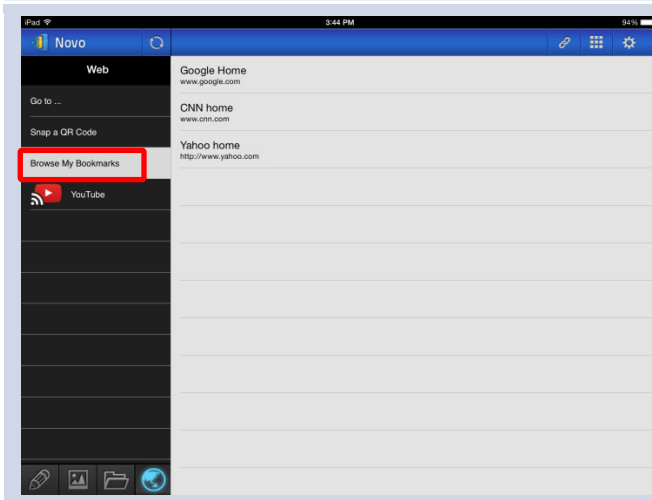 iPad 3:44 PM 94%
Novo
Web
Go to ...
Snap a QR Code
Browse My Bookmarks
YouTube
Google Home
www.google.com
CNN home
www.cnn.com
Yahoo home
http://www.yahoo.com